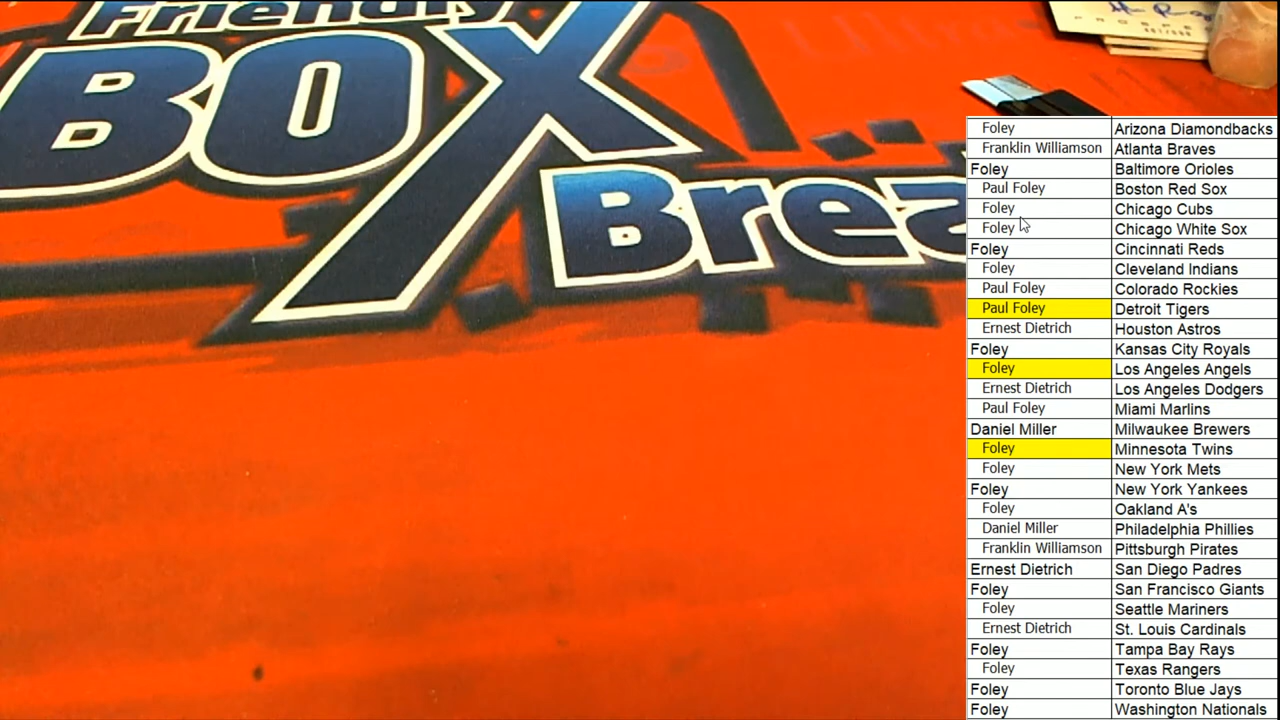 Friendly
BOX
Brea
Foley Arizona Diamondbacks
Franklin Williamson Atlanta Braves
Foley Baltimore Orioles
Paul Foley Boston Red Sox
Foley Chicago Cubs
Foley Chicago White Sox
Foley Cincinnati Reds
Foley Cleveland Indians
Paul Foley Colorado Rockies
Paul Foley Detroit Tigers
Ernest Dietrich Houston Astros
Foley Kansas City Royals
Foley Los Angeles Angels
Ernest Dietrich Los Angeles Dodgers
Paul Foley Miami Marlins
Daniel Miller Milwaukee Brewers
Foley Minnesota Twins
Foley New York Mets
Foley New York Yankees
Foley Oakland A's
Daniel Miller Philadelphia Phillies
Franklin Williamson Pittsburgh Pirates
Ernest Dietrich San Diego Padres
Foley San Francisco Giants
Foley Seattle Mariners
Ernest Dietrich St. Louis Cardinals
Foley Tampa Bay Rays
Foley Texas Rangers
Foley Toronto Blue Jays
Foley Washington Nationals